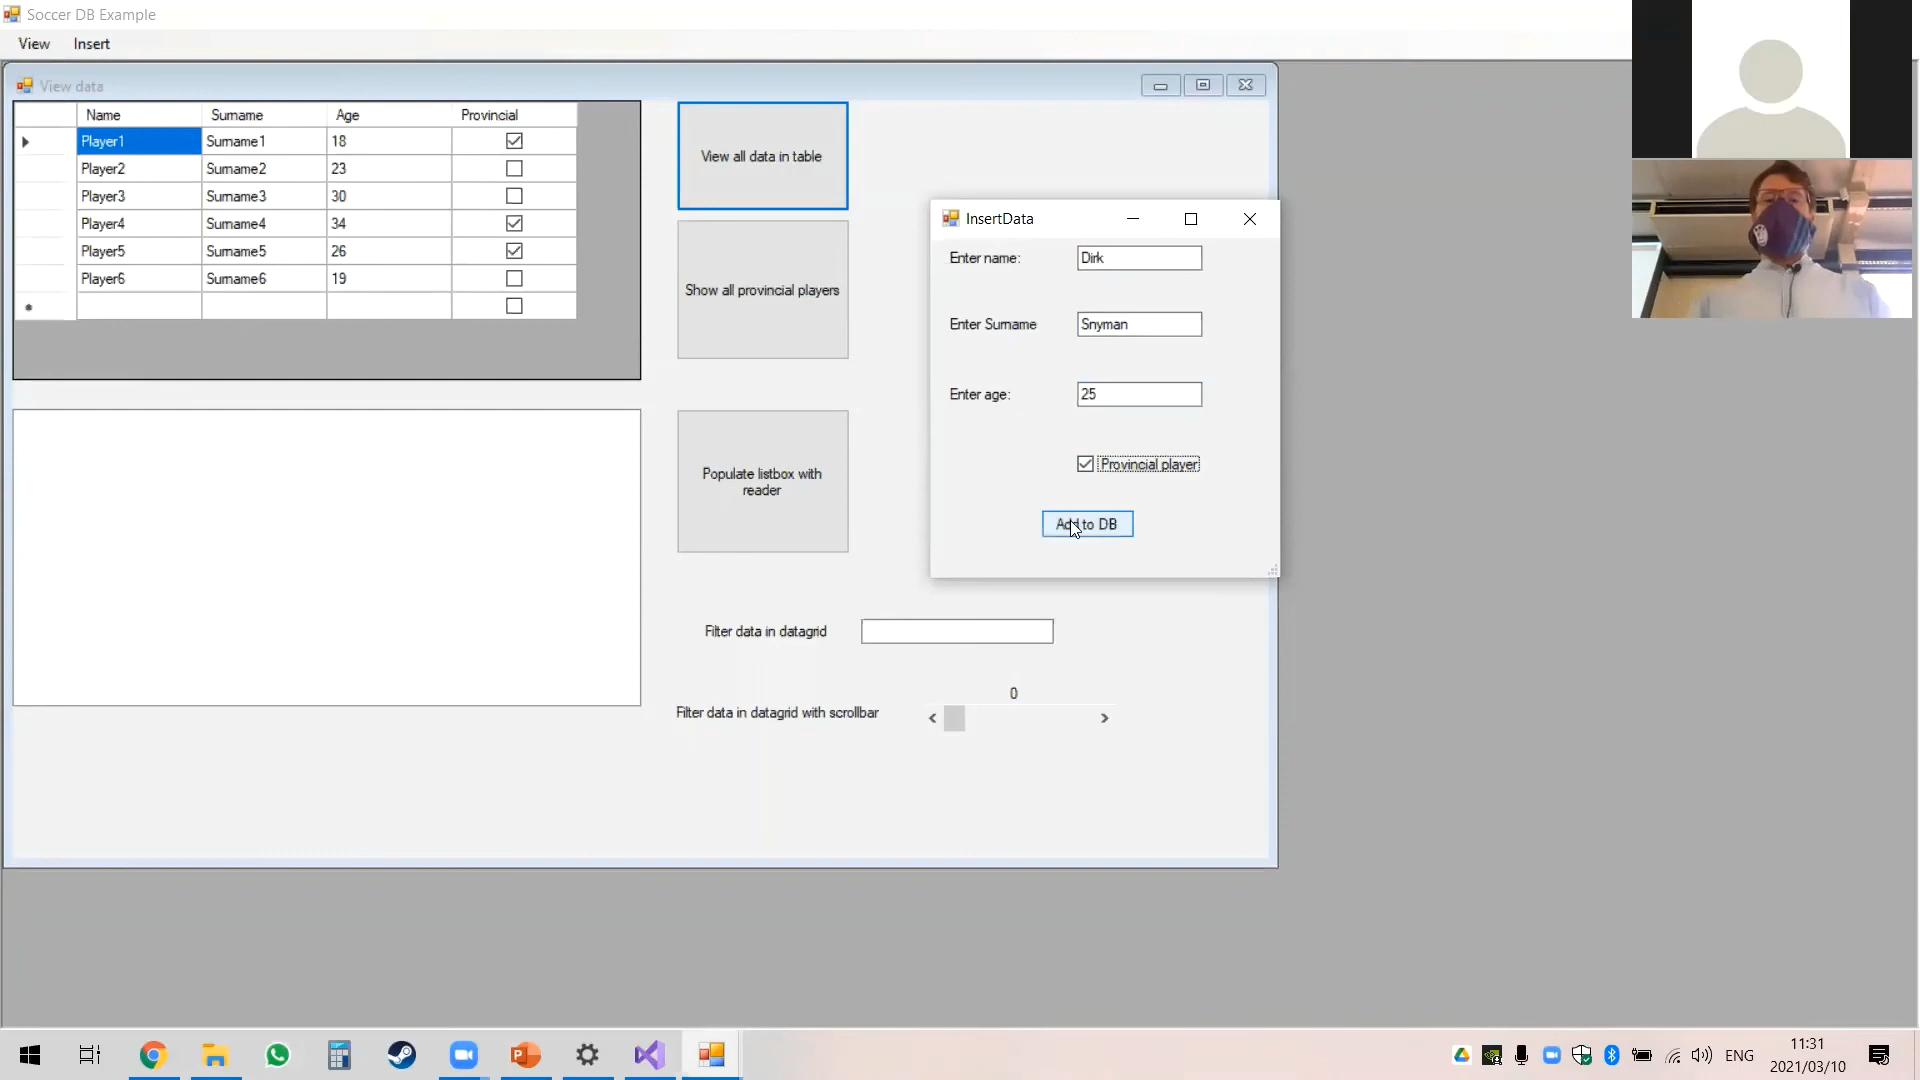 Soccer DB Example
View Insert
View data
Name Surname Age Provincial
Player1 Surname1 18
Player2 Surname2 23
Player3 Surname3 30
Player4 Surname4 34
Player5 Surname5 26
Player6 Surname6 19
View all data in table
Show all provincial players
Populate listbox with
reader
InsertData
Enter name: Dirk
Enter Surname Snyman
Enter age: 25
Provincial player
Add to DB
Filter data in datagrid
0
Filter data in datagrid with scrollbar
ENG
11:31
2021/03/10